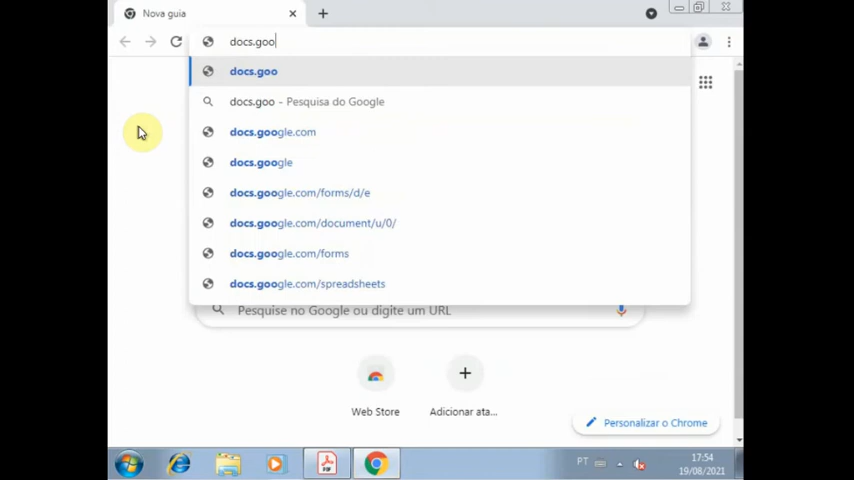 Nova guia
docs.goo
docs.goo
docs.goo - Pesquisa do Google
docs.google.com
docs.google
docs.google.com/forms/d/e
docs.google.com/document/u/0/
docs.google.com/forms
docs.google.com/spreadsheets
Pesquise no Google ou digite um URL
Web Store
Adicionar ata...
Personalizar o Chrome
PDF
PT
17:54
19/08/2021